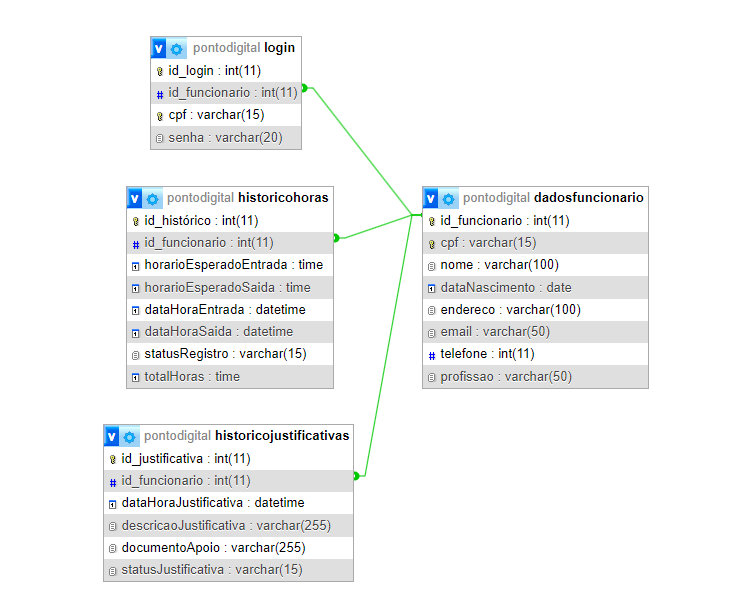 pontodigital login
id_login : int(11)
id_funcionario : int(11)
cpf : varchar(15)
senha : varchar(20)
pontodigital historicohoras
id_histórico : int(11)
id_funcionario : int(11)
horarioEsperadoEntrada : time
horarioEsperadoSaida : time
dataHoraEntrada : datetime
dataHoraSaida : datetime
statusRegistro : varchar(15)
totalHoras : time
pontodigital dadosfuncionario
id_funcionario : int(11)
cpf : varchar(15)
nome : varchar(100)
dataNascimento : date
endereco : varchar(100)
email : varchar(50)
telefone : int(11)
profissao : varchar(50)
pontodigital historicojustificativas
id_justificativa : int(11)
id_funcionario : int(11)
dataHoraJustificativa : datetime
descricaoJustificativa : varchar(255)
documentoApoio : varchar(255)
statusJustificativa : varchar(15)